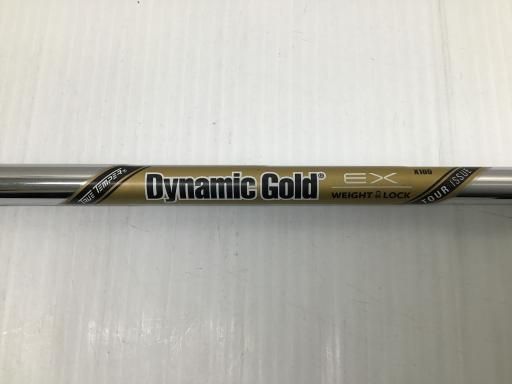 TRUE TEMPER®
Dynamic Gold®
EX
X100
WEIGHT LOCK
TOUR ISSUE